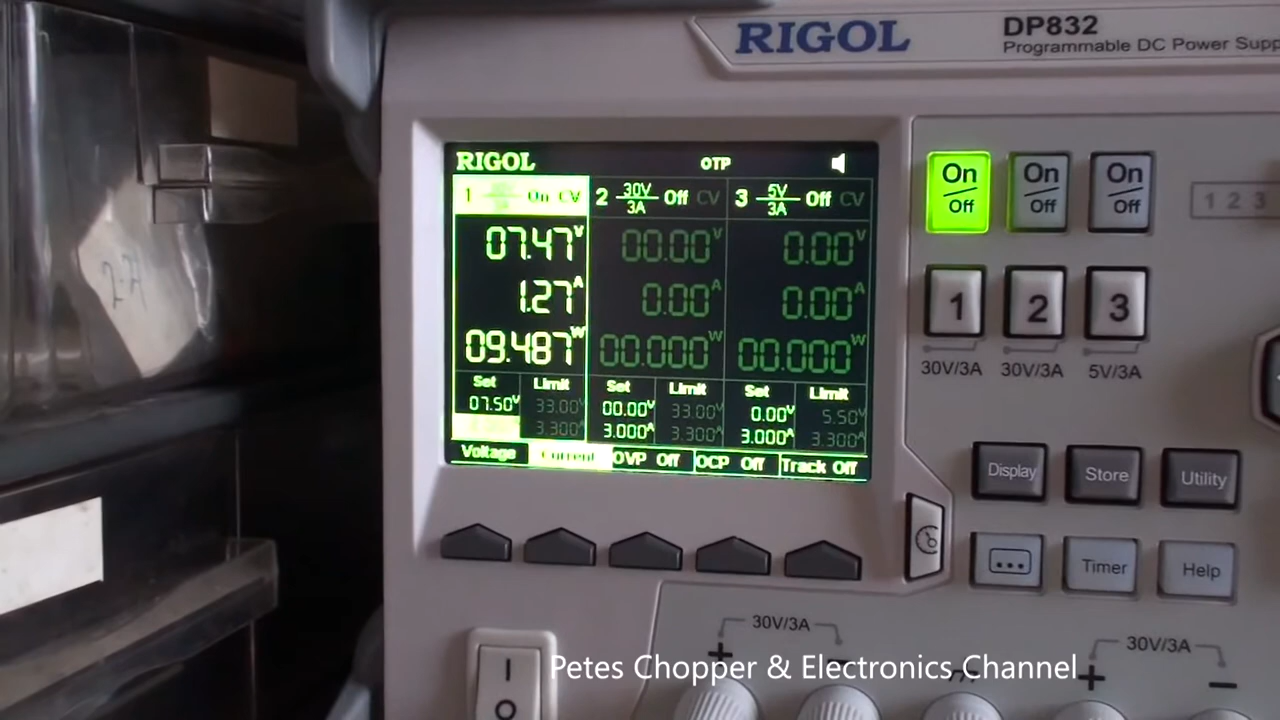 RIGOL
DP832
Programmable DC Power Supp
RIGOL OTP
1 On CV
2 30V/3A Off CV
3 5V/3A Off CV
07.47V 00.00V 0.00V
1.27A 0.00A 0.00A
09.487W 00.000W 00.000W
Set Limit Set Limit Set Limit
07.50V 33.00V 00.00V 33.00V 0.00V 5.50V
3.300A 3.000A 3.300A 3.000A 3.300A
Voltage Current OVP Off OCP Off Track Off
On/Off On/Off On/Off
1 2 3
1 2 3
30V/3A 30V/3A 5V/3A
Display Store Utility
Timer Help
30V/3A 30V/3A
+ − + −
I
O
Petes Chopper & Electronics Channel